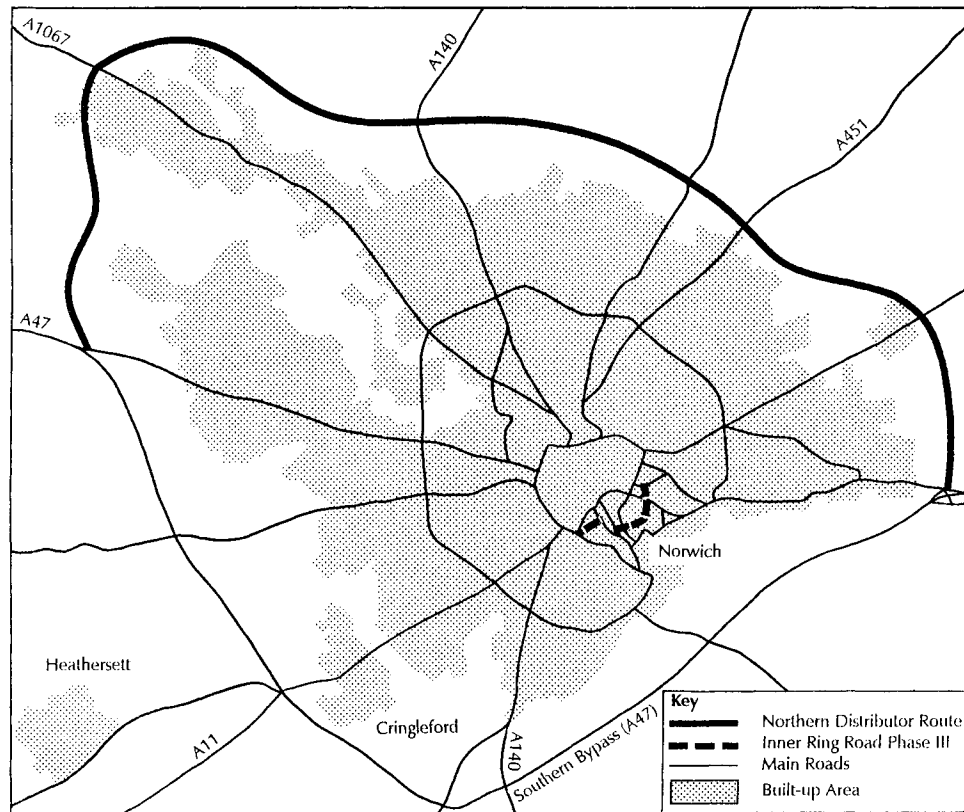 A1067
A140
A451
A47
Norwich
Heathersett
Cringleford
A11
A140
Southern Bypass (A47)
Key
Northern Distributor Route
Inner Ring Road Phase III
Main Roads
Built-up Area